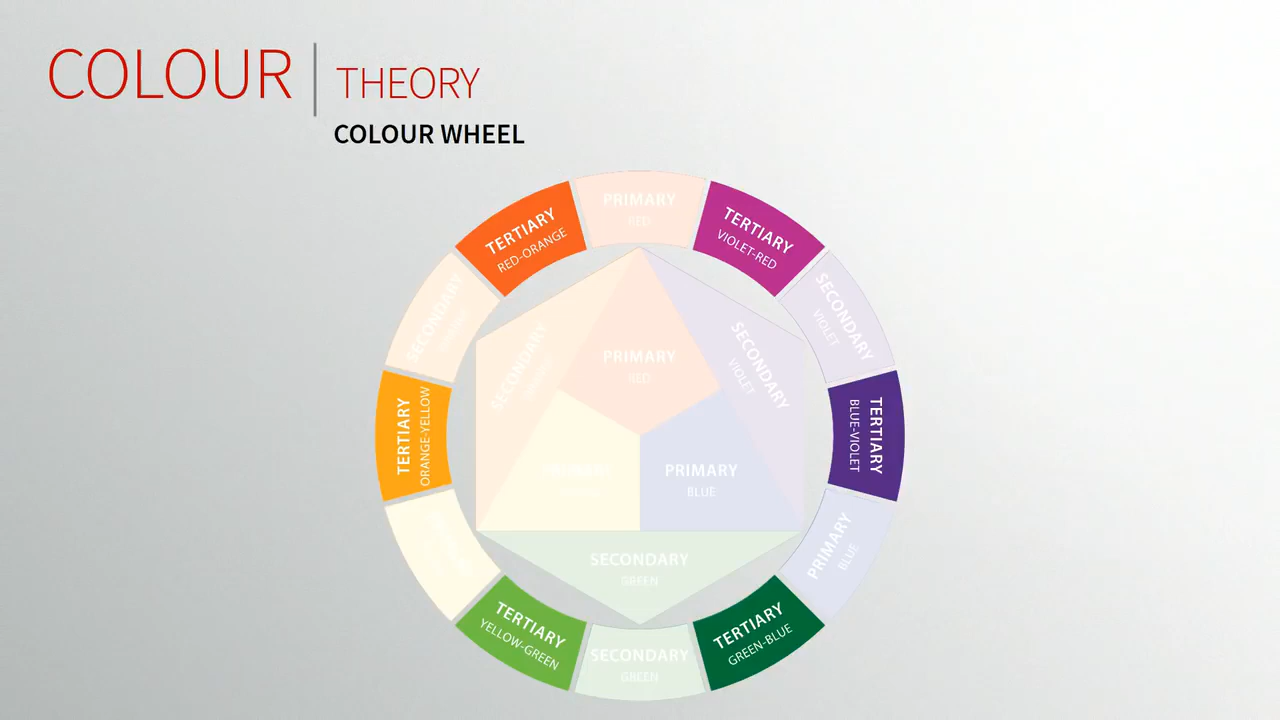 COLOUR
THEORY
COLOUR WHEEL
PRIMARY
RED
TERTIARY
VIOLET-RED
SECONDARY
VIOLET
TERTIARY
BLUE-VIOLET
PRIMARY
BLUE
TERTIARY
GREEN-BLUE
SECONDARY
GREEN
TERTIARY
YELLOW-GREEN
TERTIARY
ORANGE-YELLOW
SECONDARY
TERTIARY
RED-ORANGE
PRIMARY
RED
SECONDARY
VIOLET
PRIMARY
BLUE
SECONDARY
GREEN
PRIMARY
SECONDARY